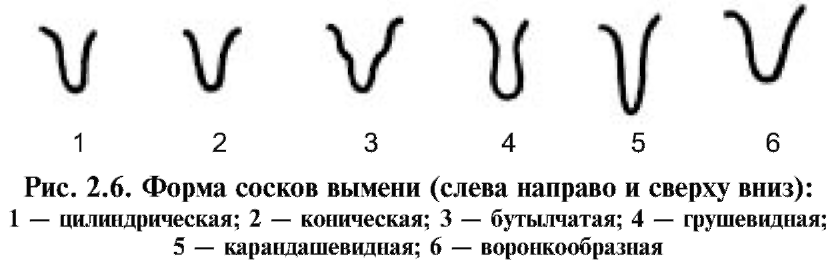 1 2 3 4 5 6
Рис. 2.6. Форма сосков вымени (слева направо и сверху вниз):
1 — цилиндрическая; 2 — коническая; 3 — бутылчатая; 4 — грушевидная;
5 — карандашевидная; 6 — воронкообразная